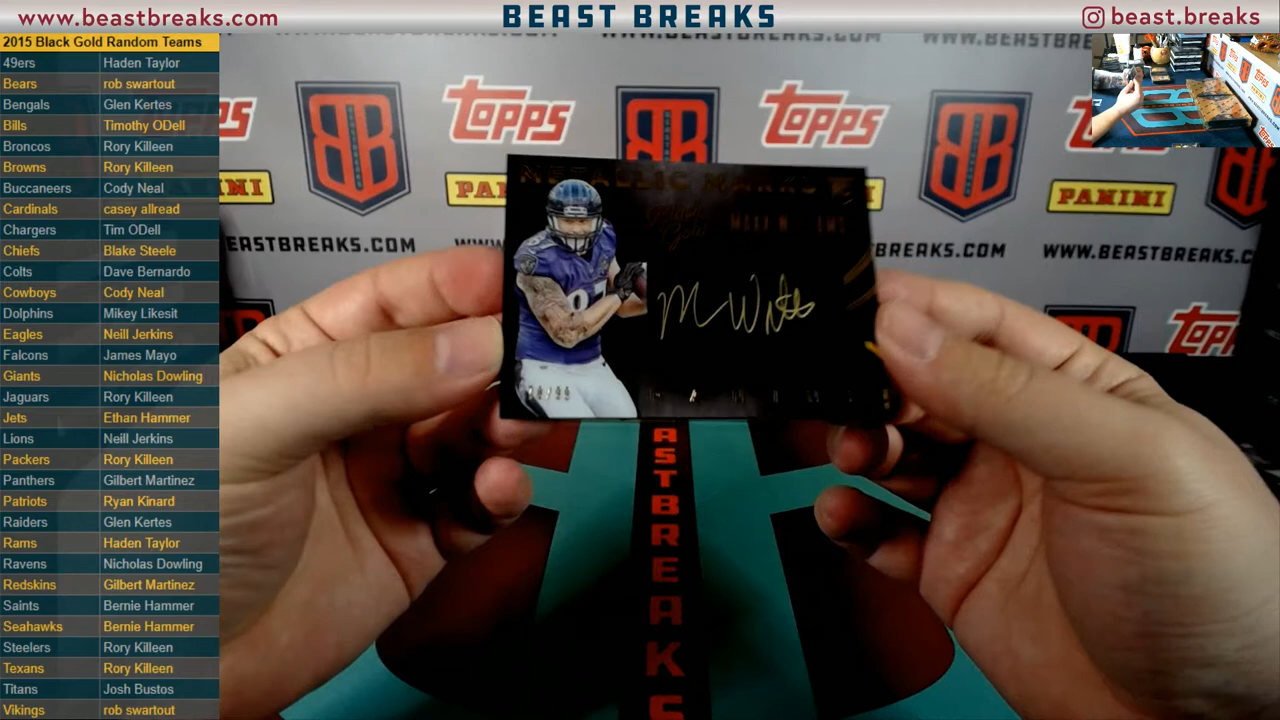 www.beastbreaks.com
BEAST BREAKS
beast.breaks
2015 Black Gold Random Teams
49ers Haden Taylor
Bears rob swartout
Bengals Glen Kertes
Bills Timothy ODell
Broncos Rory Killeen
Browns Rory Killeen
Buccaneers Cody Neal
Cardinals casey allread
Chargers Tim ODell
Chiefs Blake Steele
Colts Dave Bernardo
Cowboys Cody Neal
Dolphins Mikey Likesit
Eagles Neill Jerkins
Falcons James Mayo
Giants Nicholas Dowling
Jaguars Rory Killeen
Jets Ethan Hammer
Lions Neill Jerkins
Packers Rory Killeen
Panthers Gilbert Martinez
Patriots Ryan Kinard
Raiders Glen Kertes
Rams Haden Taylor
Ravens Nicholas Dowling
Redskins Gilbert Martinez
Saints Bernie Hammer
Seahawks Bernie Hammer
Steelers Rory Killeen
Texans Rory Killeen
Titans Josh Bustos
Vikings rob swartout
TOPPS
TOPPS
TOPPS
PANINI
BEASTBREAKS.COM
WWW.BEASTBREAKS.COM
METALLIC MARKS